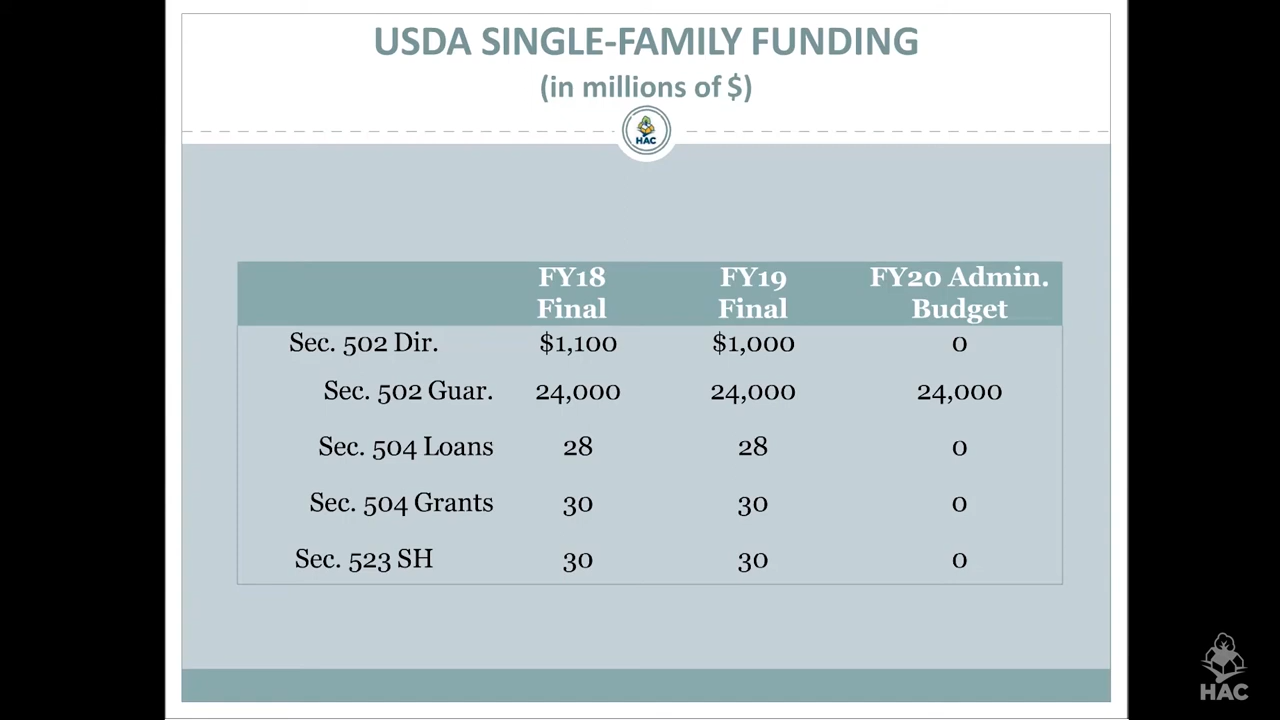 USDA SINGLE-FAMILY FUNDING
(in millions of $)
HAC
FY18 Final FY19 Final FY20 Admin. Budget
Sec. 502 Dir. $1,100 $1,000 0
Sec. 502 Guar. 24,000 24,000 24,000
Sec. 504 Loans 28 28 0
Sec. 504 Grants 30 30 0
Sec. 523 SH 30 30 0
HAC